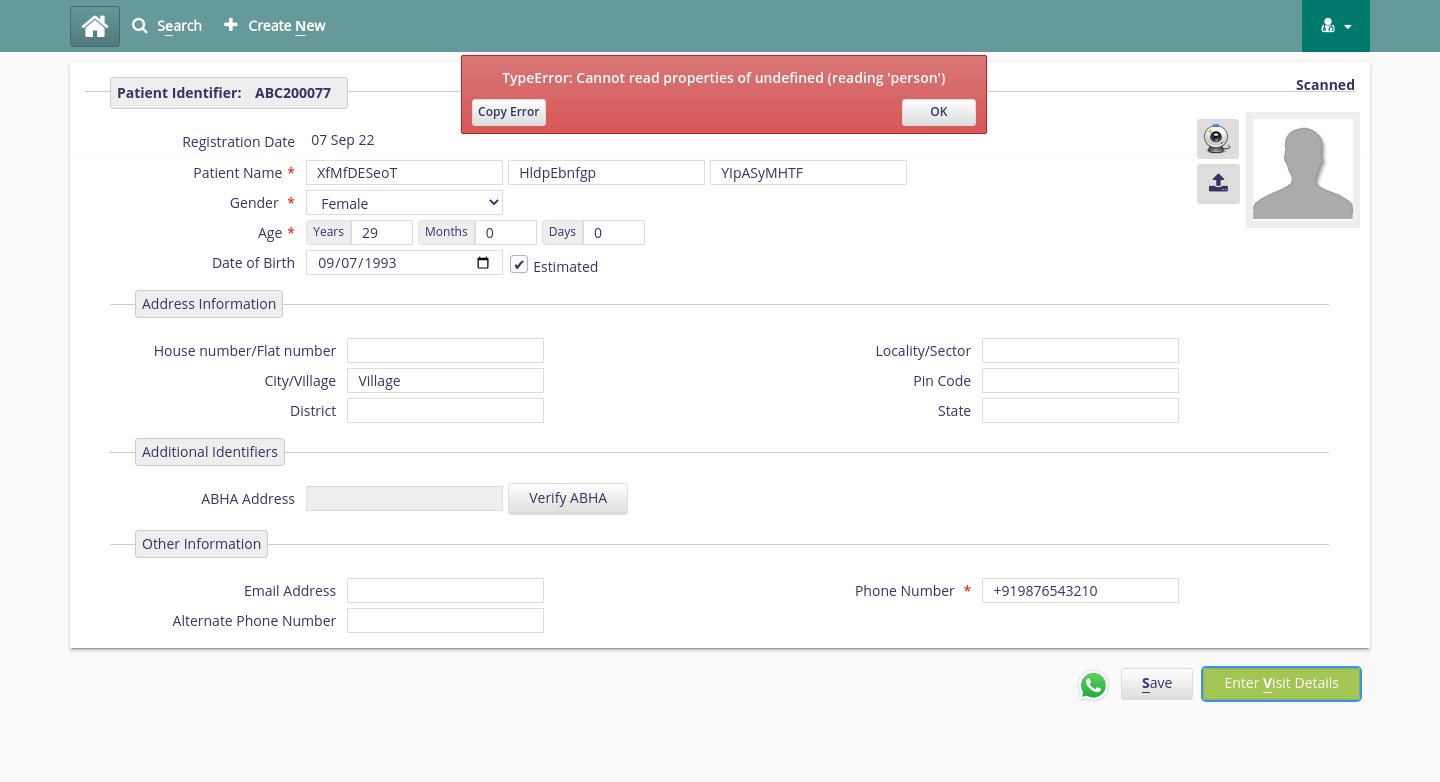 Search
Create New
TypeError: Cannot read properties of undefined (reading 'person')
Copy Error
OK
Patient Identifier: ABC200077
Scanned
Registration Date 07 Sep 22
Patient Name * XfMfDESeoT HldpEbnfgp YIpASyMHTF
Gender * Female
Age * Years 29 Months 0 Days 0
Date of Birth 09/07/1993 Estimated
Address Information
House number/Flat number
Locality/Sector
City/Village Village
Pin Code
District
State
Additional Identifiers
ABHA Address
Verify ABHA
Other Information
Email Address
Phone Number * +919876543210
Alternate Phone Number
Save
Enter Visit Details